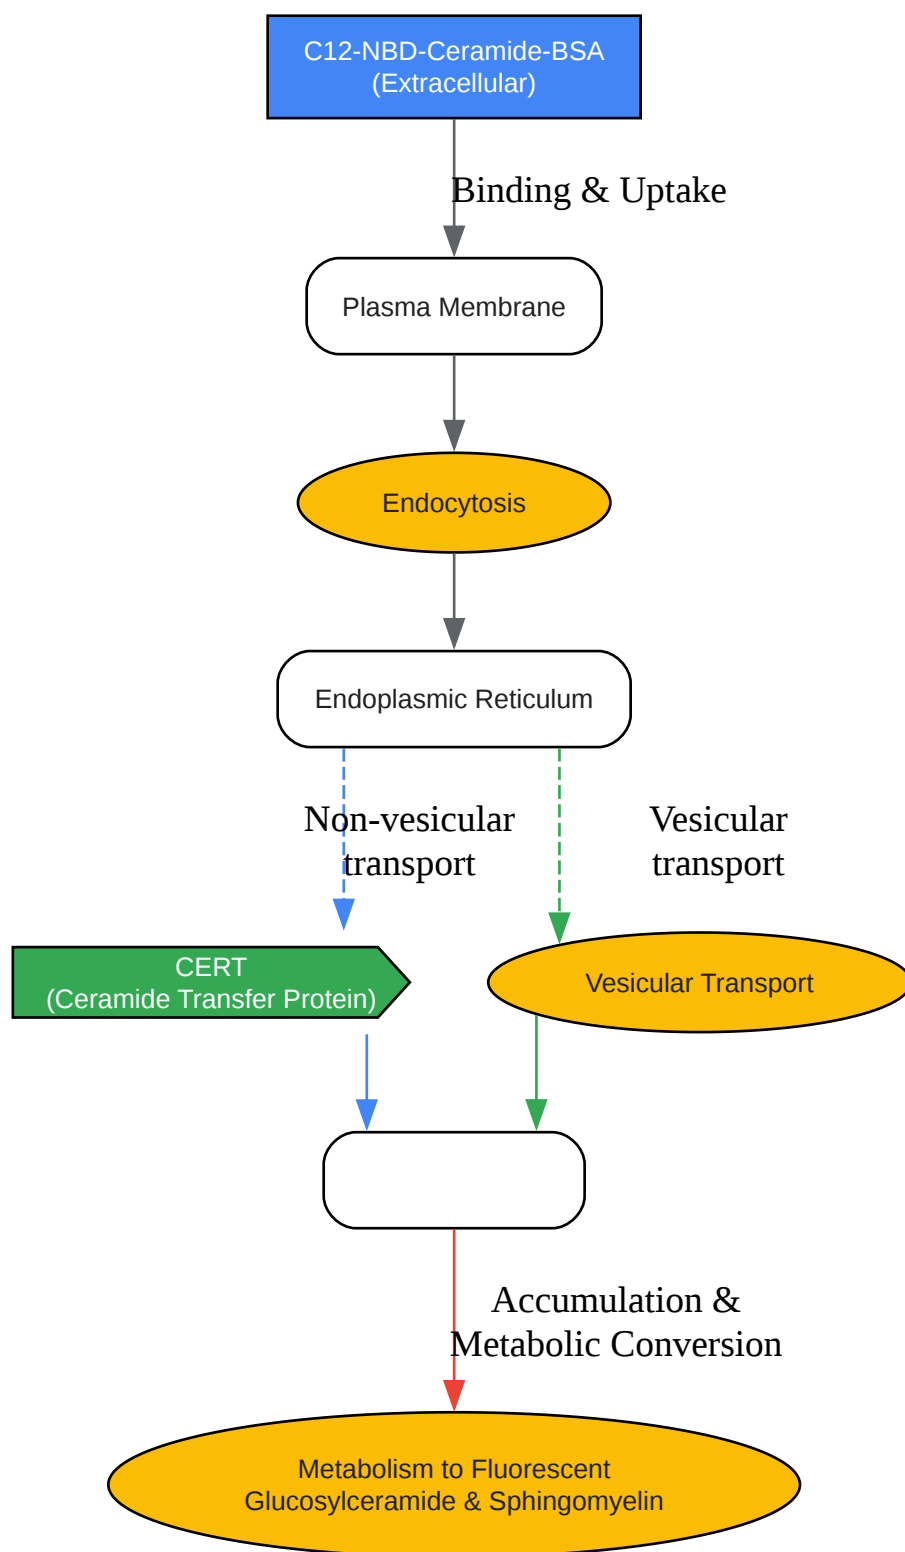 C12-NBD-Ceramide-BSA
(Extracellular)
Binding & Uptake
Plasma Membrane
Endocytosis
Endoplasmic Reticulum
Non-vesicular
transport
Vesicular
transport
CERT
(Ceramide Transfer Protein)
Vesicular Transport
Accumulation &
Metabolic Conversion
Metabolism to Fluorescent
Glucosylceramide & Sphingomyelin